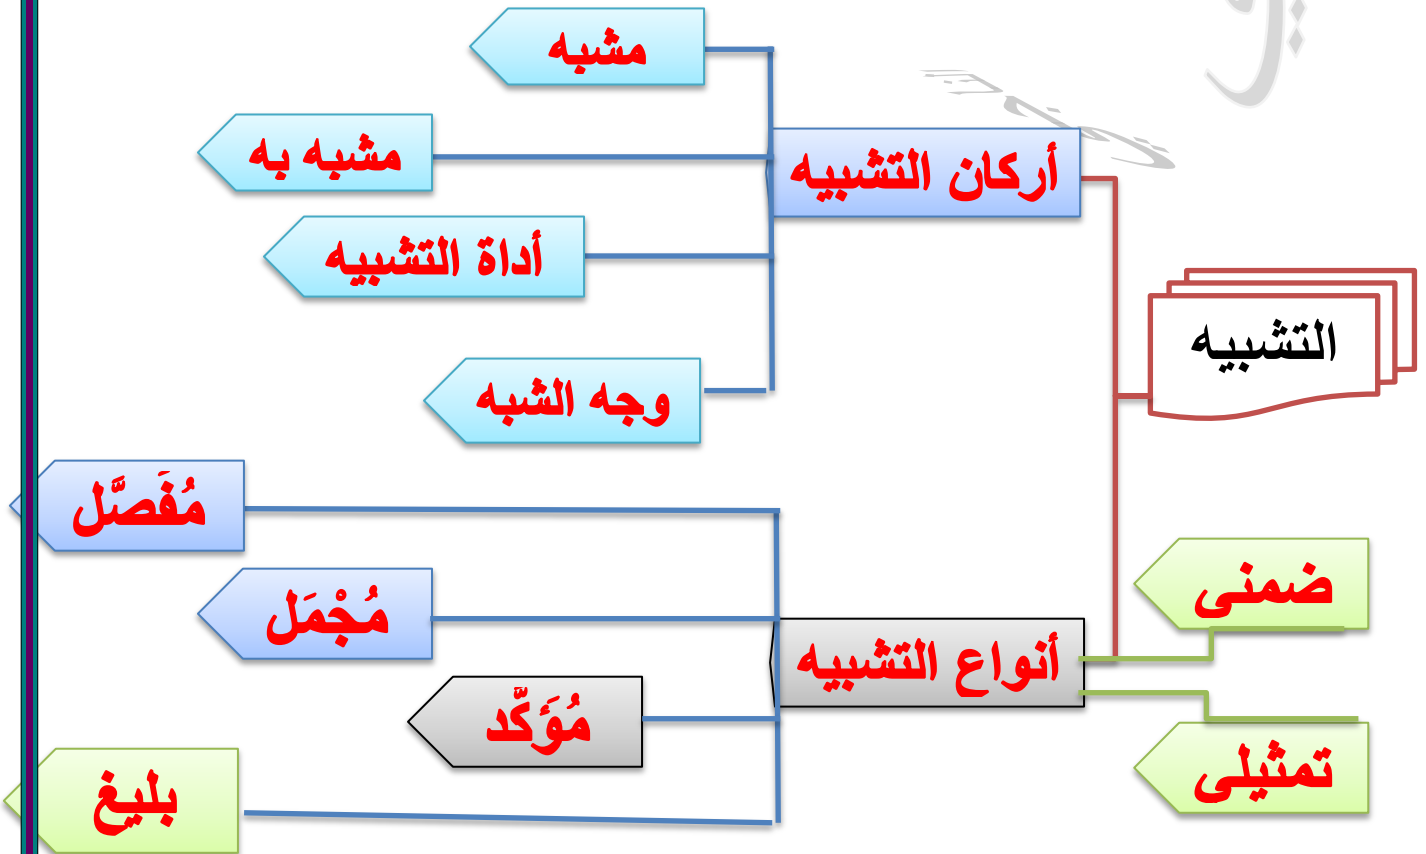 مشبه
مشبه به
أركان التشبيه
أداة التشبيه
التشبيه
وجه الشبه
مُفَصَّل
ضمنى
مُجْمَل
أنواع التشبيه
مُؤَكَّد
تمثيلى
بليغ